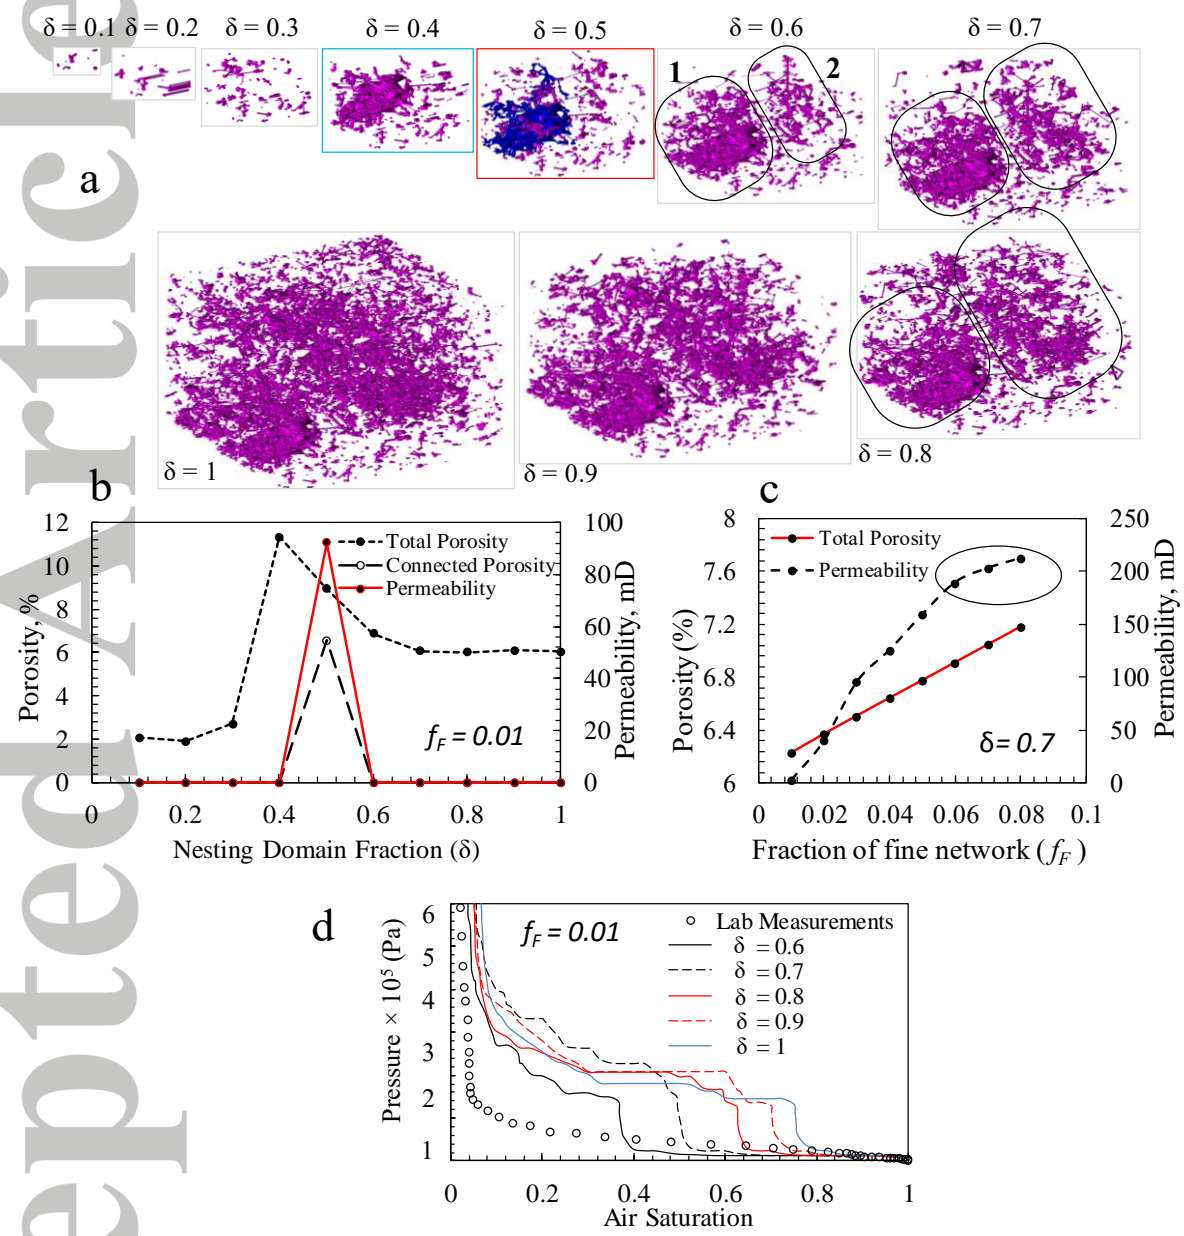 δ = 0.1 δ = 0.2 δ = 0.3 δ = 0.4 δ = 0.5 δ = 0.6 δ = 0.7
1 2
a
δ = 1 δ = 0.9 δ = 0.8
b
12 100
10 80
8 60
6
4 40
2 20
0 0
Porosity, %
Permeability, mD
Total Porosity
Connected Porosity
Permeability
f_F = 0.01
0 0.2 0.4 0.6 0.8 1
Nesting Domain Fraction (δ)
c
8 250
7.6 200
7.2 150
6.8 100
6.4 50
6 0
Porosity (%)
Permeability, mD
Total Porosity
Permeability
δ= 0.7
0 0.02 0.04 0.06 0.08 0.1
Fraction of fine network (f_F)
d
6
5
4
3
2
1
Pressure × 10⁵ (Pa)
f_F = 0.01
Lab Measurements
δ = 0.6
δ = 0.7
δ = 0.8
δ = 0.9
δ = 1
0 0.2 0.4 0.6 0.8 1
Air Saturation
epted Article